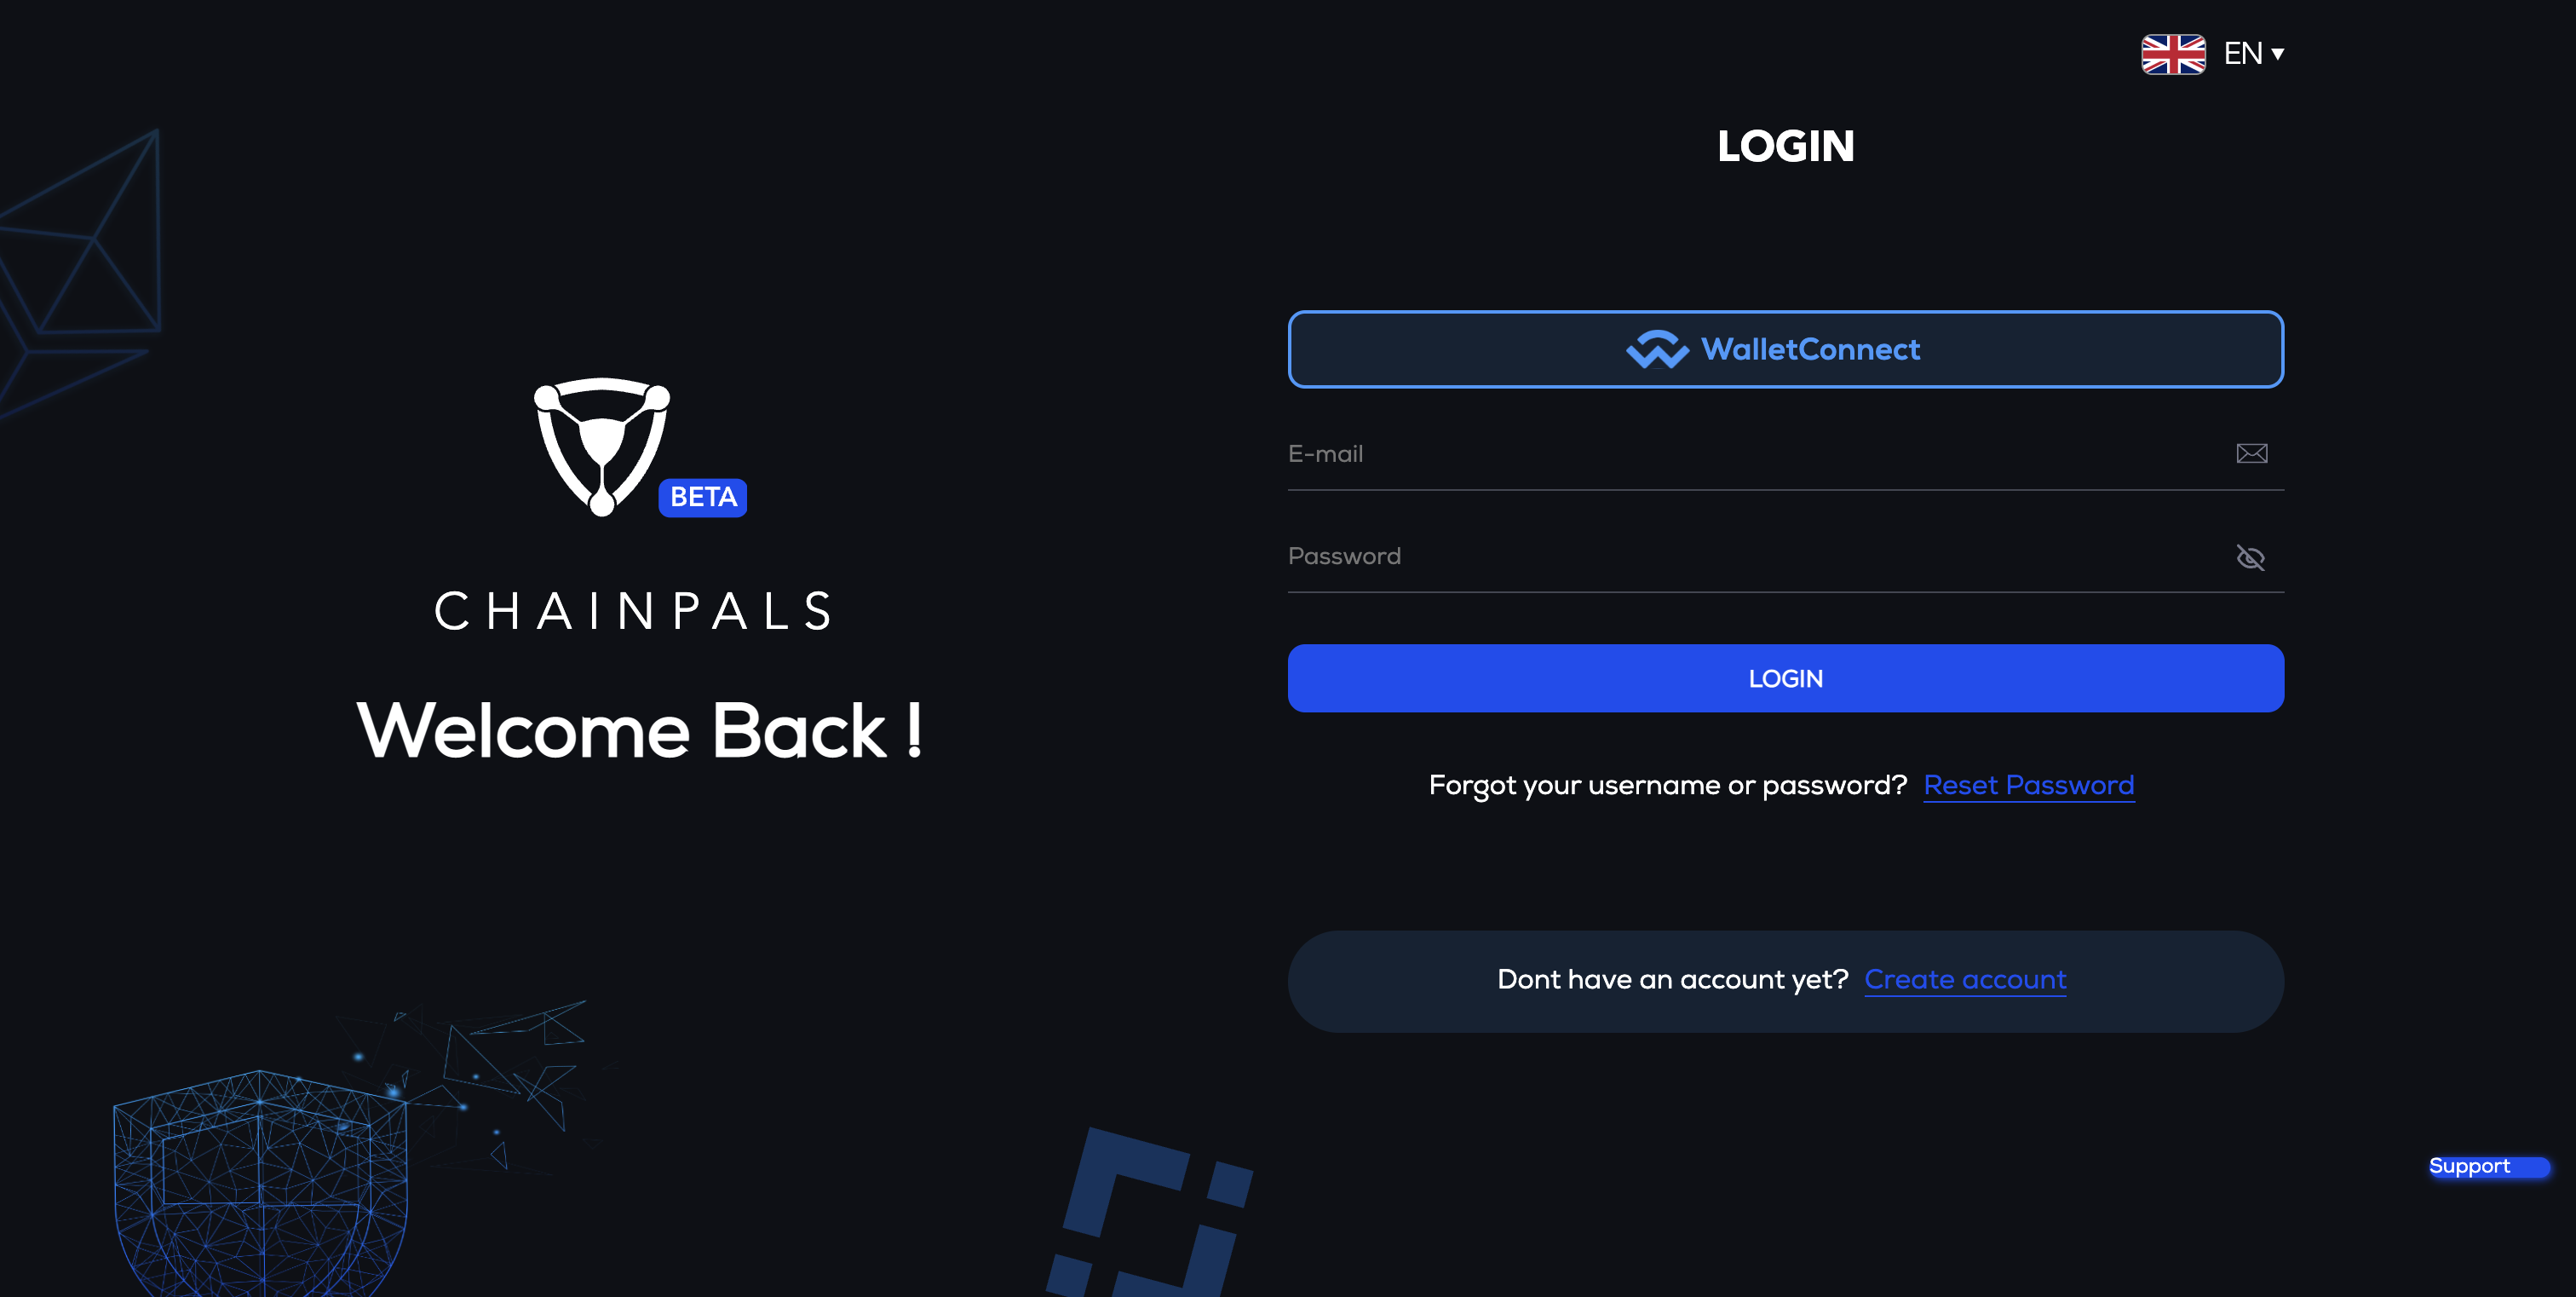 EN
LOGIN
WalletConnect
E-mail
Password
LOGIN
Forgot your username or password? Reset Password
Dont have an account yet? Create account
BETA
CHAINPALS
Welcome Back !
Support